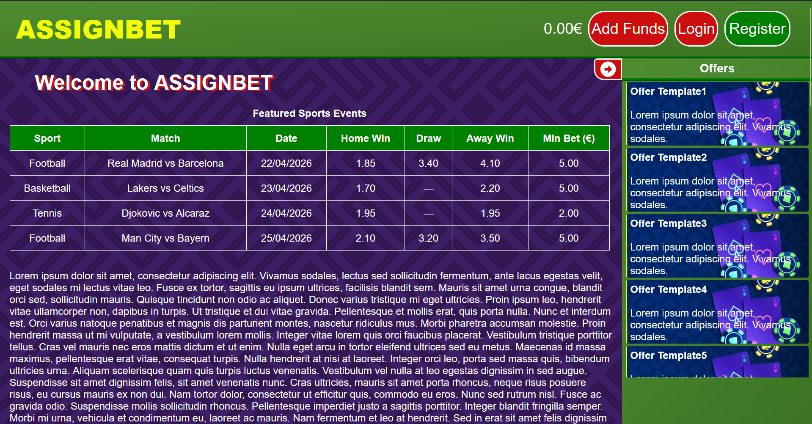 ASSIGNBET
0.00€ Add Funds Login Register
Welcome to ASSIGNBET
Featured Sports Events
Sport Match Date Home Win Draw Away Win Min Bet (€)
Football Real Madrid vs Barcelona 22/04/2026 1.85 3.40 4.10 5.00
Basketball Lakers vs Celtics 23/04/2026 1.70 — 2.20 5.00
Tennis Djokovic vs Alcaraz 24/04/2026 1.95 — 1.95 2.00
Football Man City vs Bayern 25/04/2026 2.10 3.20 3.50 5.00
Lorem ipsum dolor sit amet, consectetur adipiscing elit. Vivamus sodales, lectus sed sollicitudin fermentum, ante lacus egestas velit,
eget sodales mi lectus vitae leo. Fusce ex tortor, sagittis eu ipsum ultrices, facilisis blandit sem. Mauris sit amet urna congue, blandit
orci sed, sollicitudin mauris. Quisque tincidunt non odio ac aliquet. Donec varius tristique mi eget ultricies. Proin ipsum leo, hendrerit
vitae ullamcorper non, dapibus in turpis. Ut tristique et dui vitae gravida. Pellentesque et mollis erat, quis porta nulla. Nunc et interdum
est. Orci varius natoque penatibus et magnis dis parturient montes, nascetur ridiculus mus. Morbi pharetra accumsan molestie. Proin
hendrerit massa ut mi vulputate, a vestibulum lorem mollis. Integer vitae lorem quis orci faucibus placerat. Vestibulum tristique porttitor
tellus. Cras vel mauris nec eros mattis dictum et ut enim. Nulla eget arcu in tortor eleifend ultrices sed eu metus. Maecenas id massa
maximus, pellentesque erat vitae, consequat turpis. Nulla hendrerit at nisi at laoreet. Integer orci leo, porta sed massa quis, bibendum
ultricies urna. Aliquam scelerisque quam quis turpis luctus venenatis. Vestibulum vel nulla at leo egestas dignissim in sed augue.
Suspendisse sit amet dignissim felis, sit amet venenatis nunc. Cras ultricies, mauris sit amet porta rhoncus, neque risus posuere
risus, eu cursus mauris ex non dui. Nam tortor dolor, consectetur ut efficitur quis, commodo eu eros. Nunc sed rutrum nisl. Fusce ac
gravida odio. Suspendisse mollis sollicitudin rhoncus. Pellentesque imperdiet justo a sagittis porttitor. Integer blandit fringilla semper.
Morbi mi urna, vehicula et condimentum eu, laoreet ac mauris. Nam fermentum et leo at hendrerit. Sed in erat sit amet felis dignissim
Offers
Offer Template1
Lorem ipsum dolor sit amet,
consectetur adipiscing elit. Vivamus
sodales.
Offer Template2
Lorem ipsum dolor sit amet,
consectetur adipiscing elit. Vivamus
sodales.
Offer Template3
Lorem ipsum dolor sit amet,
consectetur adipiscing elit. Vivamus
sodales.
Offer Template4
Lorem ipsum dolor sit amet,
consectetur adipiscing elit. Vivamus
sodales.
Offer Template5